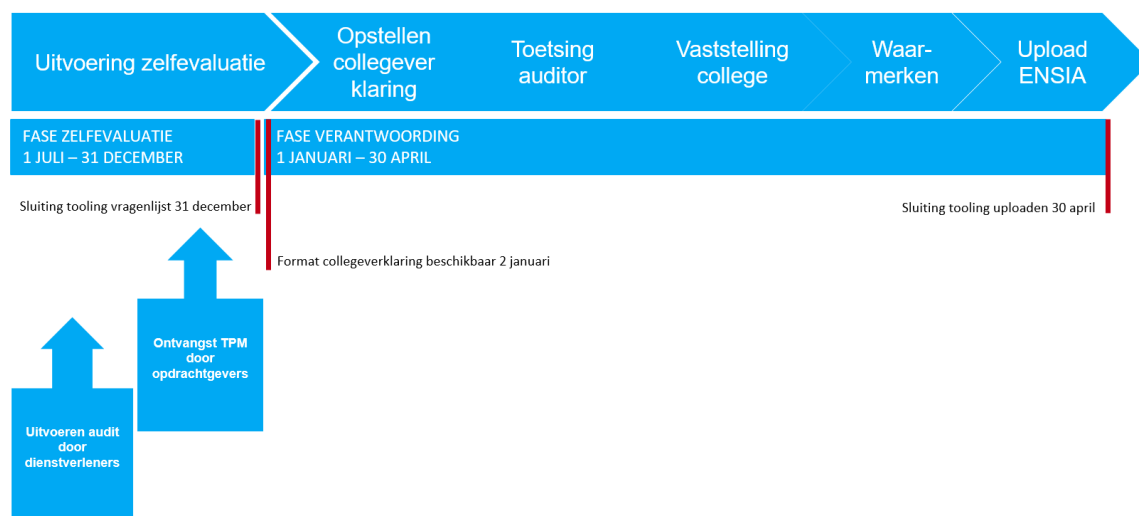 Uitvoering zelfevaluatie
Opstellen
collegever
klaring
Toetsing
auditor
Vaststelling
college
Waar-
merken
Upload
ENSIA
FASE ZELFEVALUATIE
1 JULI – 31 DECEMBER
FASE VERANTWOORDING
1 JANUARI – 30 APRIL
Sluiting tooling vragenlijst 31 december
Sluiting tooling uploaden 30 april
Format collegeverklaring beschikbaar 2 januari
Ontvangst TPM
door
opdrachtgevers
Uitvoeren audit
door
dienstverleners